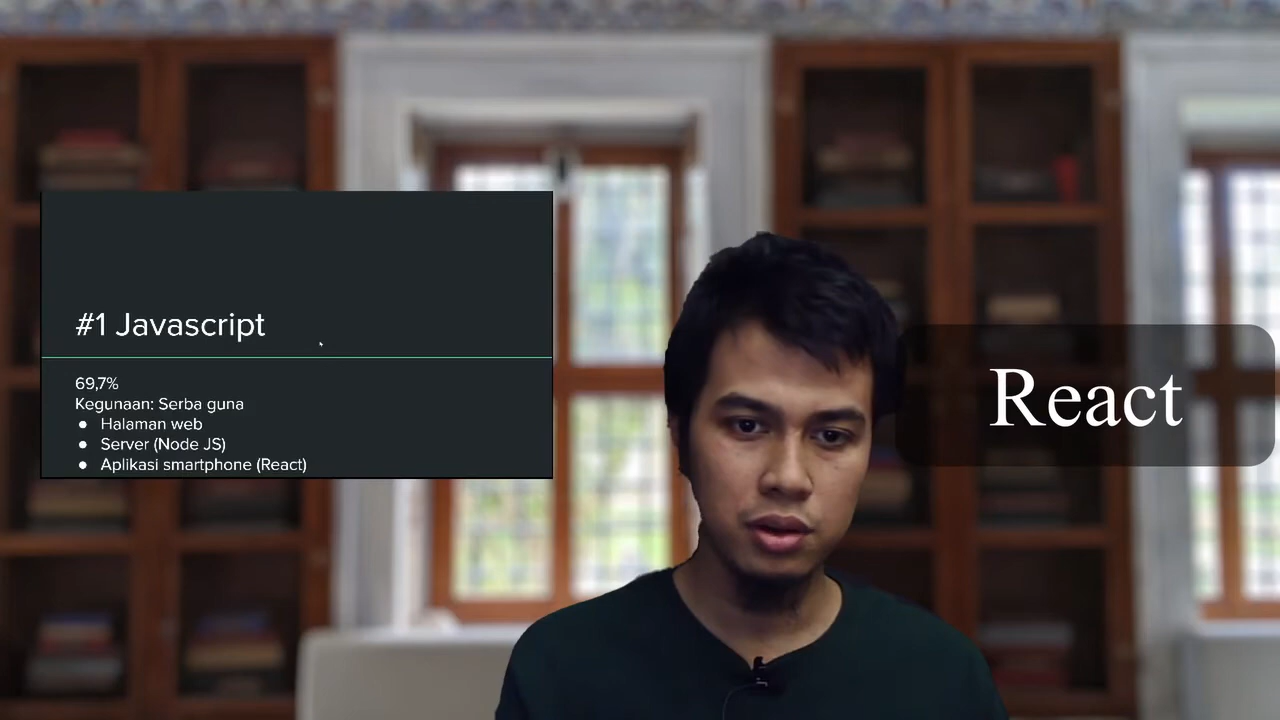 #1 Javascript
69,7%
Kegunaan: Serba guna
● Halaman web
● Server (Node JS)
● Aplikasi smartphone (React)
React